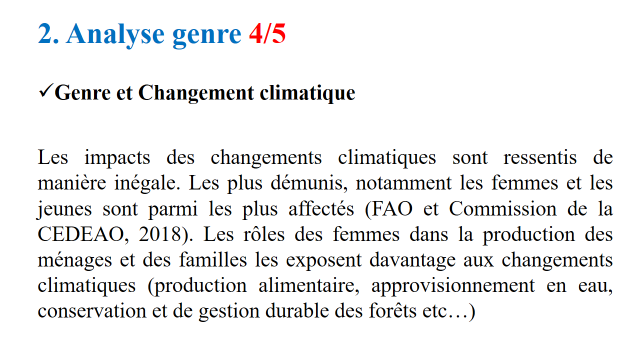 2. Analyse genre 4/5
✓Genre et Changement climatique
Les impacts des changements climatiques sont ressentis de
manière inégale. Les plus démunis, notamment les femmes et les
jeunes sont parmi les plus affectés (FAO et Commission de la
CEDEAO, 2018). Les rôles des femmes dans la production des
ménages et des familles les exposent davantage aux changements
climatiques (production alimentaire, approvisionnement en eau,
conservation et de gestion durable des forêts etc…)